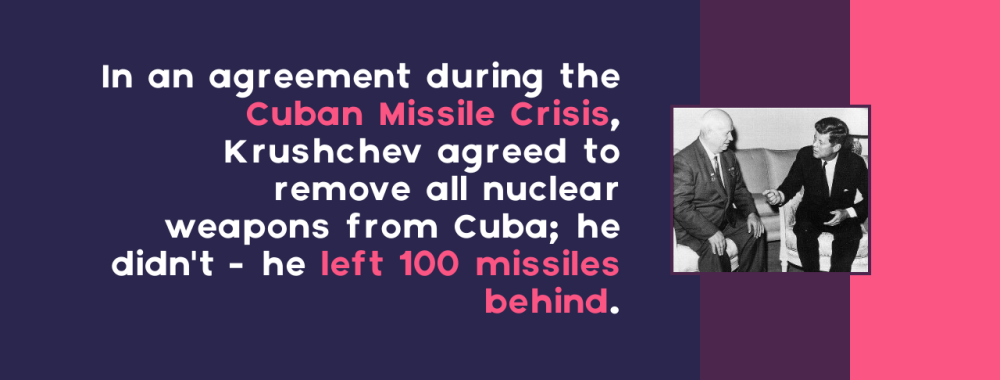 In an agreement during the
Cuban Missile Crisis,
Krushchev agreed to
remove all nuclear
weapons from Cuba; he
didn't - he left 100 missiles
behind.